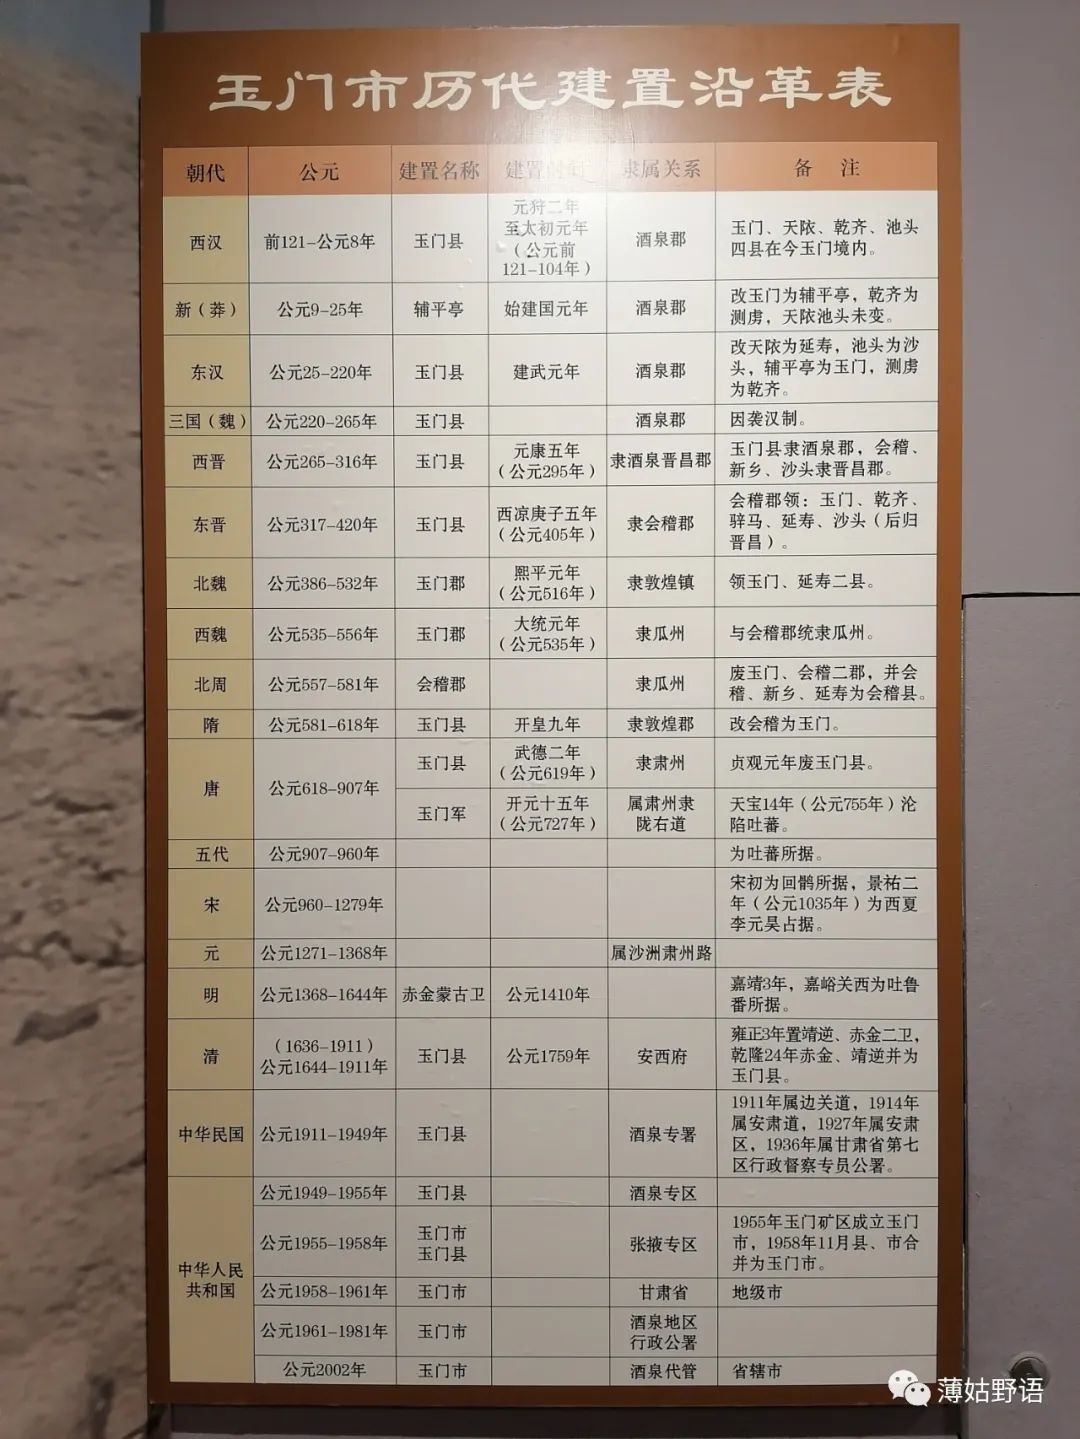 玉门市历代建置沿革表
朝代 公元 建置名称 建置时间 隶属关系 备 注
西汉 前121-公元8年 玉门县 元狩二年
至太初元年
(公元前
121-104年) 酒泉郡 玉门、天陎、乾齐、池头
四县在今玉门境内。
新(莽) 公元9-25年 辅平亭 始建国元年 酒泉郡 改玉门为辅平亭,乾齐为
测虏,天陎池头未变。
东汉 公元25-220年 玉门县 建武元年 酒泉郡 改天陎为延寿,池头为沙
头,辅平亭为玉门,测虏
为乾齐。
三国(魏) 公元220-265年 玉门县 酒泉郡 因袭汉制。
西晋 公元265-316年 玉门县 元康五年
(公元295年) 隶酒泉晋昌郡 玉门县隶酒泉郡,会稽、
新乡、沙头隶晋昌郡。
东晋 公元317-420年 玉门县 西凉庚子五年
(公元405年) 隶会稽郡 会稽郡领:玉门、乾齐、
骍马、延寿、沙头(后归
晋昌)。
北魏 公元386-532年 玉门郡 熙平元年
(公元516年) 隶敦煌镇 领玉门、延寿二县。
西魏 公元535-556年 玉门郡 大统元年
(公元535年) 隶瓜州 与会稽郡统隶瓜州。
北周 公元557-581年 会稽郡 隶瓜州 废玉门、会稽二郡,并会
稽、新乡、延寿为会稽县。
隋 公元581-618年 玉门县 开皇九年 隶敦煌郡 改会稽为玉门。
唐 公元618-907年 玉门县 武德二年
(公元619年) 隶肃州 贞观元年废玉门县。
玉门军 开元十五年
(公元727年) 属肃州隶
陇右道 天宝14年(公元755年)沦
陷吐蕃。
五代 公元907-960年 为吐蕃所据。
宋 公元960-1279年 宋初为回鹘所据,景祐二
年(公元1035年)为西夏
李元昊占据。
元 公元1271-1368年 属沙洲肃州路
明 公元1368-1644年 赤金蒙古卫 公元1410年 嘉靖3年,嘉峪关西为吐鲁
番所据。
清 (1636-1911)
公元1644-1911年 玉门县 公元1759年 安西府 雍正3年置靖逆、赤金二卫,
乾隆24年赤金、靖逆并为
玉门县。
中华民国 公元1911-1949年 玉门县 酒泉专署 1911年属边关道,1914年
属安肃道,1927年属安肃
区,1936年属甘肃省第七
区行政督察专员公署。
中华人民
共和国 公元1949-1955年 玉门县 酒泉专区
公元1955-1958年 玉门市
玉门县 张掖专区 1955年玉门矿区成立玉门
市,1958年11月县、市合
并为玉门市。
公元1958-1961年 玉门市 甘肃省 地级市
公元1961-1981年 玉门市 酒泉地区
行政公署
公元2002年 玉门市 酒泉代管 省辖市
薄姑野语